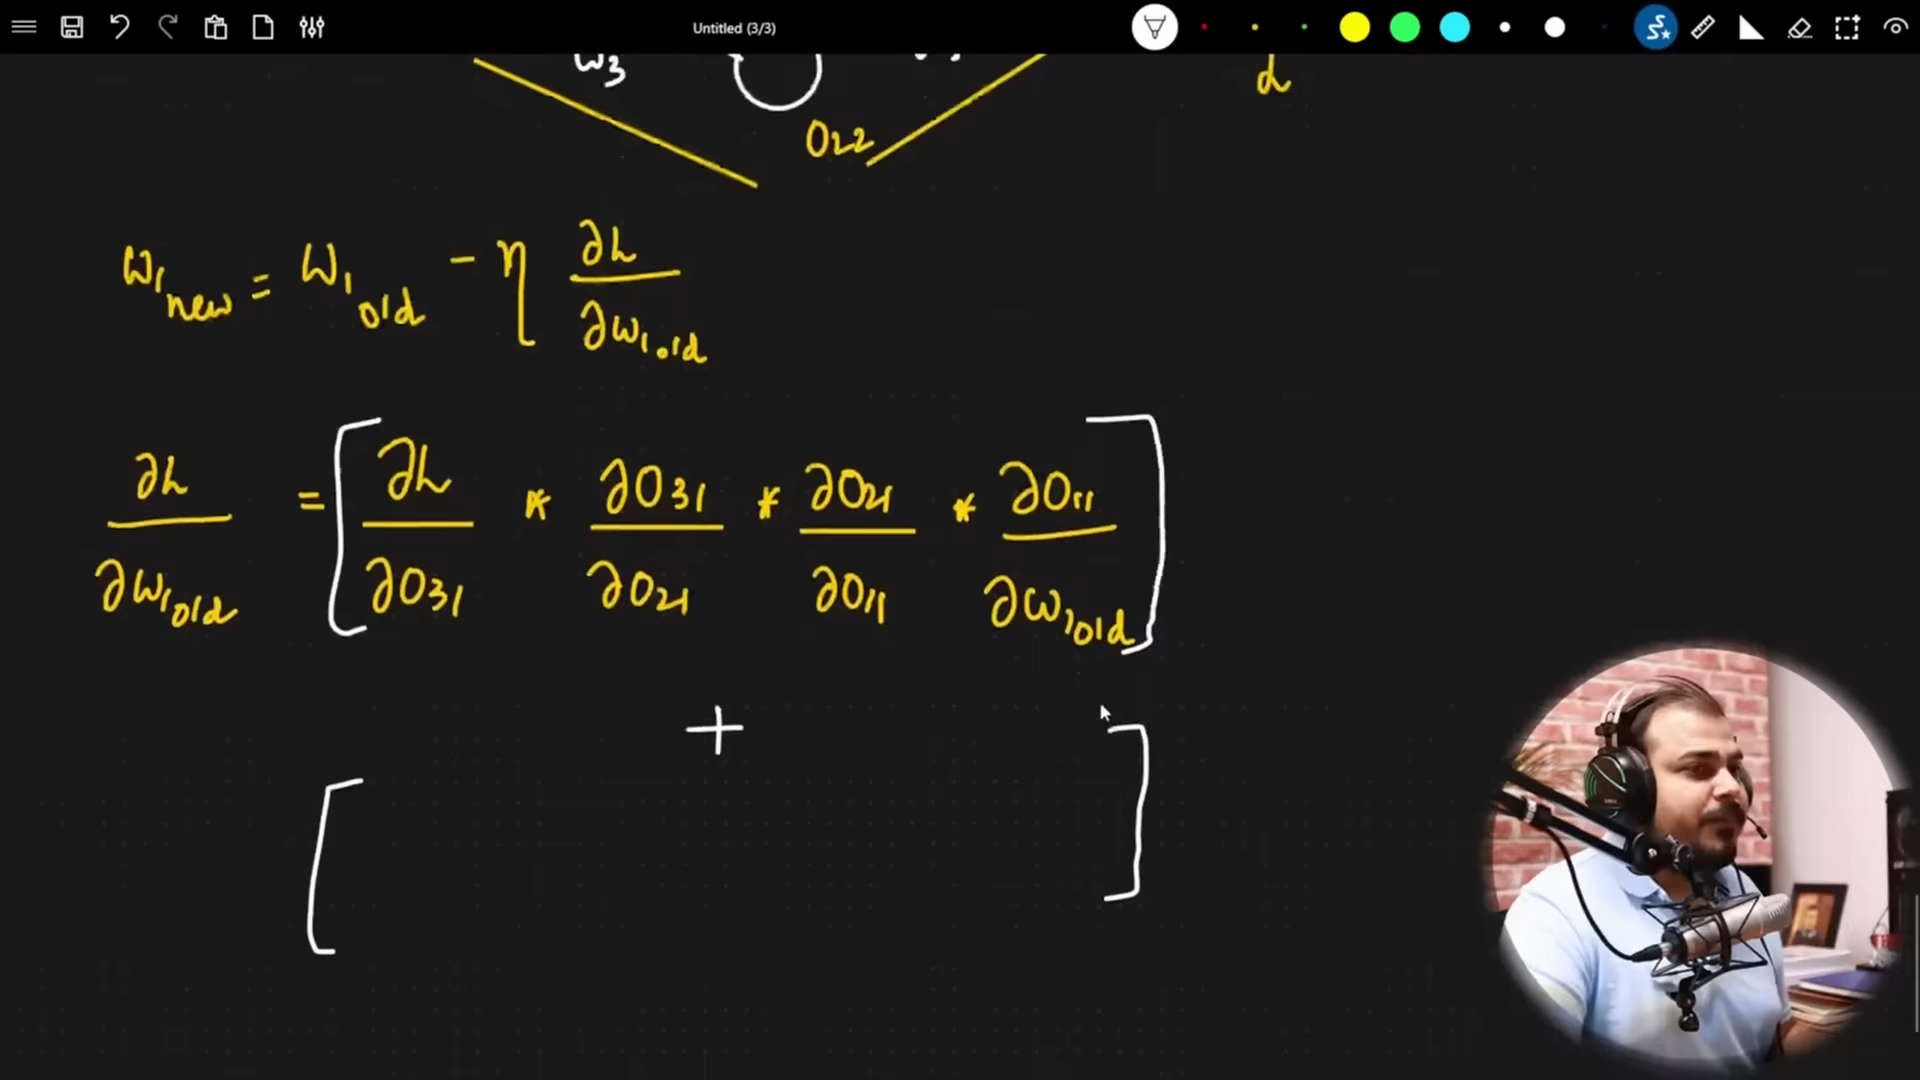 Untitled (3/3)
w3
d
O22
w1new = w1old - η ∂L
∂w1old
∂L = [ ∂L * ∂O31 * ∂O21 * ∂O11 ]
∂w1old ∂O31 ∂O21 ∂O11 ∂w1old
+
[ ]